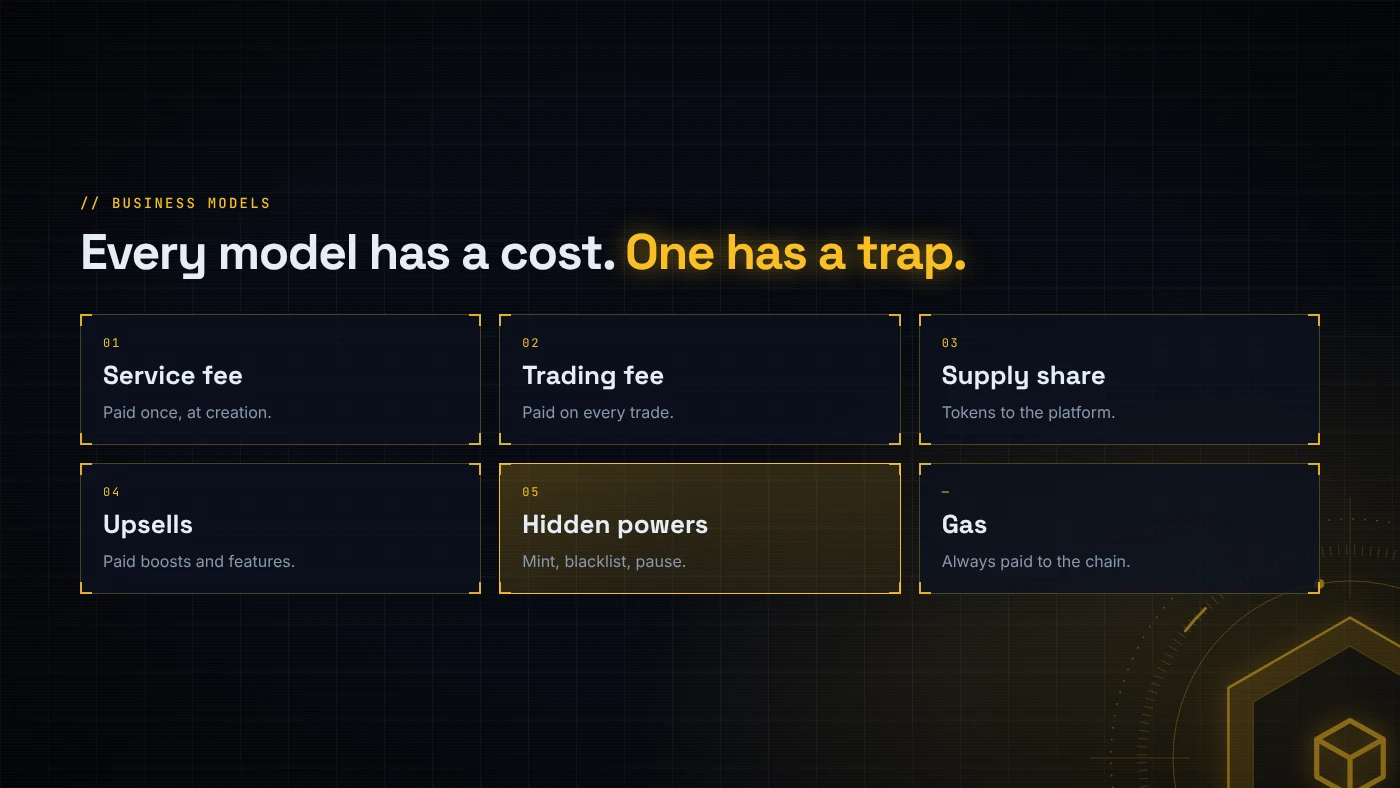 // BUSINESS MODELS
Every model has a cost. One has a trap.
01
Service fee
Paid once, at creation.
02
Trading fee
Paid on every trade.
03
Supply share
Tokens to the platform.
04
Upsells
Paid boosts and features.
05
Hidden powers
Mint, blacklist, pause.
—
Gas
Always paid to the chain.